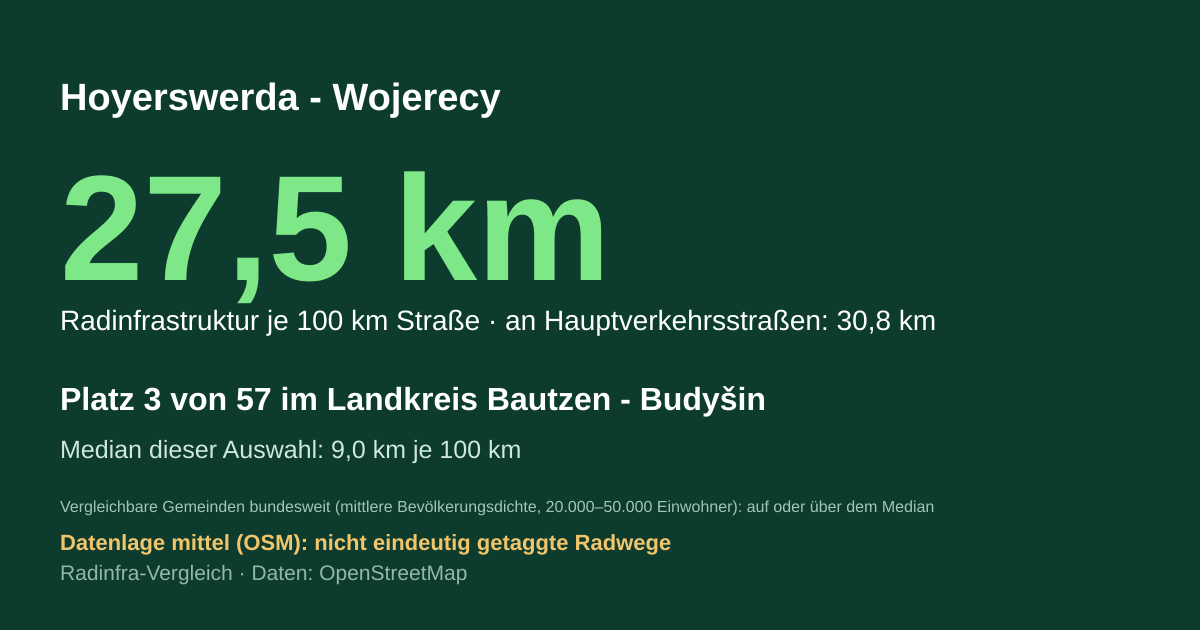 Hoyerswerda - Wojerecy
27,5 km
Radinfrastruktur je 100 km Straße · an Hauptverkehrsstraßen: 30,8 km
Platz 3 von 57 im Landkreis Bautzen - Budyšin
Median dieser Auswahl: 9,0 km je 100 km
Vergleichbare Gemeinden bundesweit (mittlere Bevölkerungsdichte, 20.000–50.000 Einwohner): auf oder über dem Median
Datenlage mittel (OSM): nicht eindeutig getaggte Radwege
Radinfra-Vergleich · Daten: OpenStreetMap